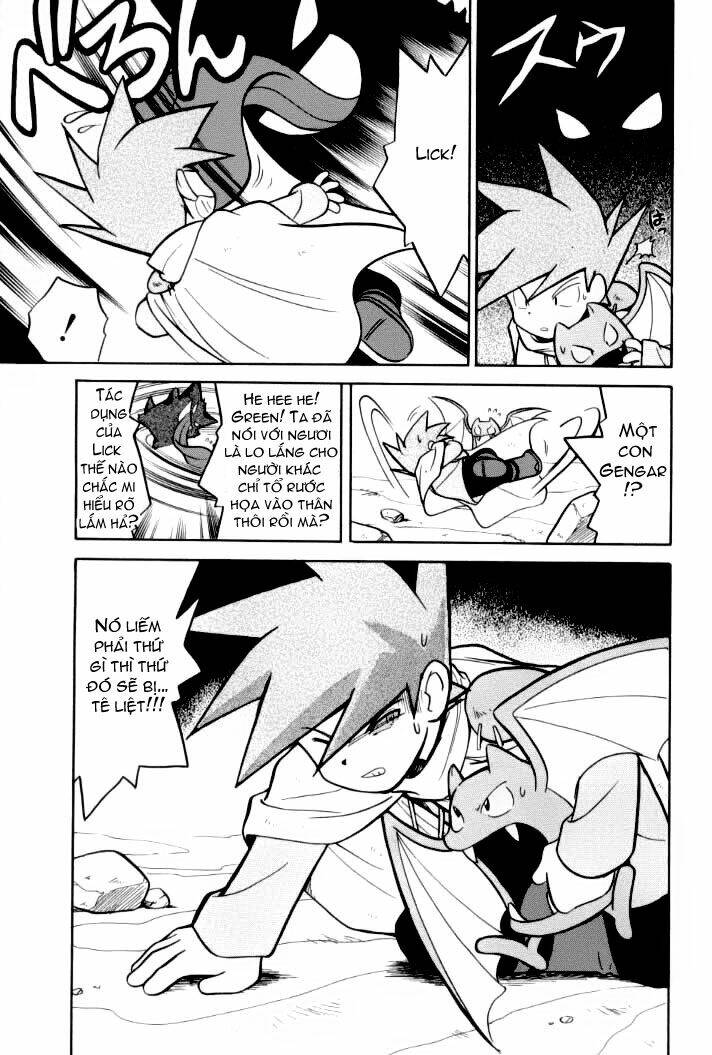 スウ
はっ
べろん
Lick!
!
Một
con
Gengar
!?
He hee he!
Green! Ta đã
nói với ngươi
là lo lắng cho
người khác
chỉ tổ rước
họa vào thân
thôi rồi mà?
Tác
dụng
của
Lick
thế nào
chắc mi
hiểu rõ
lắm hả?
Nó liếm
phải thứ
gì thì thứ
đó sẽ bị...
tê liệt!!!